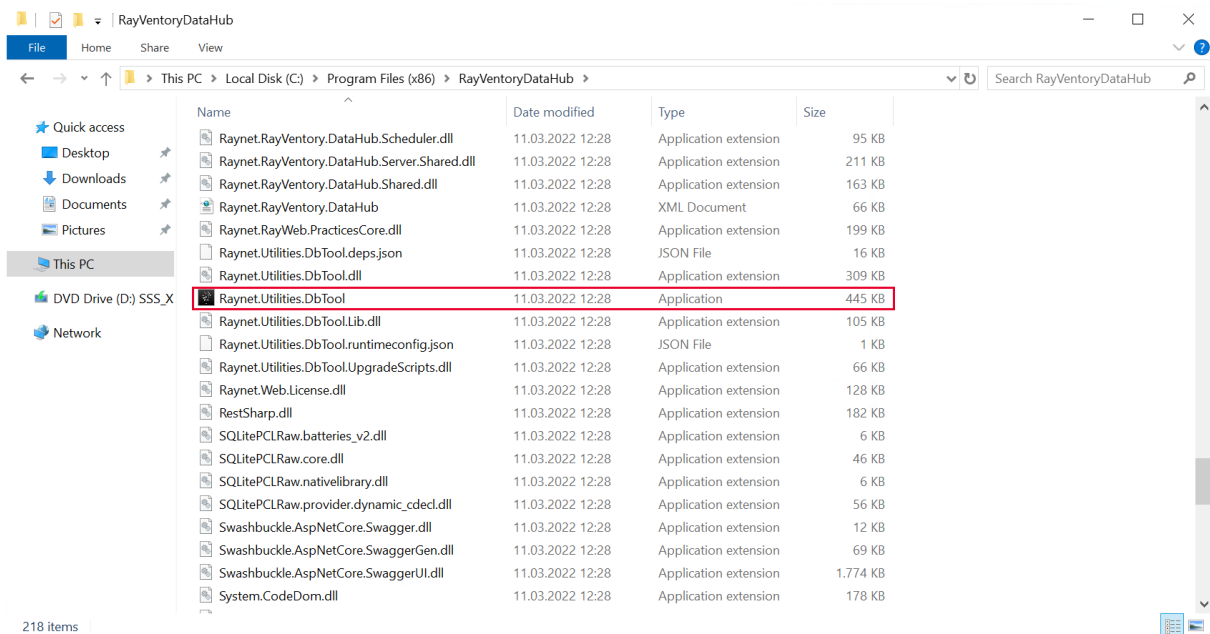 RayVentoryDataHub
File Home Share View
?
This PC > Local Disk (C:) > Program Files (x86) > RayVentoryDataHub >
Search RayVentoryDataHub
Quick access
Desktop
Downloads
Documents
Pictures
This PC
DVD Drive (D:) SSS_X
Network
Name Date modified Type Size
Raynet.RayVentory.DataHub.Scheduler.dll 11.03.2022 12:28 Application extension 95 KB
Raynet.RayVentory.DataHub.Server.Shared.dll 11.03.2022 12:28 Application extension 211 KB
Raynet.RayVentory.DataHub.Shared.dll 11.03.2022 12:28 Application extension 163 KB
Raynet.RayVentory.DataHub 11.03.2022 12:28 XML Document 66 KB
Raynet.RayWeb.PracticesCore.dll 11.03.2022 12:28 Application extension 199 KB
Raynet.Utilities.DbTool.deps.json 11.03.2022 12:28 JSON File 16 KB
Raynet.Utilities.DbTool.dll 11.03.2022 12:28 Application extension 309 KB
Raynet.Utilities.DbTool 11.03.2022 12:28 Application 445 KB
Raynet.Utilities.DbTool.Lib.dll 11.03.2022 12:28 Application extension 105 KB
Raynet.Utilities.DbTool.runtimeconfig.json 11.03.2022 12:28 JSON File 1 KB
Raynet.Utilities.DbTool.UpgradeScripts.dll 11.03.2022 12:28 Application extension 66 KB
Raynet.Web.License.dll 11.03.2022 12:28 Application extension 128 KB
RestSharp.dll 11.03.2022 12:28 Application extension 182 KB
SQLitePCLRaw.batteries_v2.dll 11.03.2022 12:28 Application extension 6 KB
SQLitePCLRaw.core.dll 11.03.2022 12:28 Application extension 46 KB
SQLitePCLRaw.nativelibrary.dll 11.03.2022 12:28 Application extension 6 KB
SQLitePCLRaw.provider.dynamic_cdecl.dll 11.03.2022 12:28 Application extension 56 KB
Swashbuckle.AspNetCore.Swagger.dll 11.03.2022 12:28 Application extension 12 KB
Swashbuckle.AspNetCore.SwaggerGen.dll 11.03.2022 12:28 Application extension 69 KB
Swashbuckle.AspNetCore.SwaggerUI.dll 11.03.2022 12:28 Application extension 1.774 KB
System.CodeDom.dll 11.03.2022 12:28 Application extension 178 KB
218 items